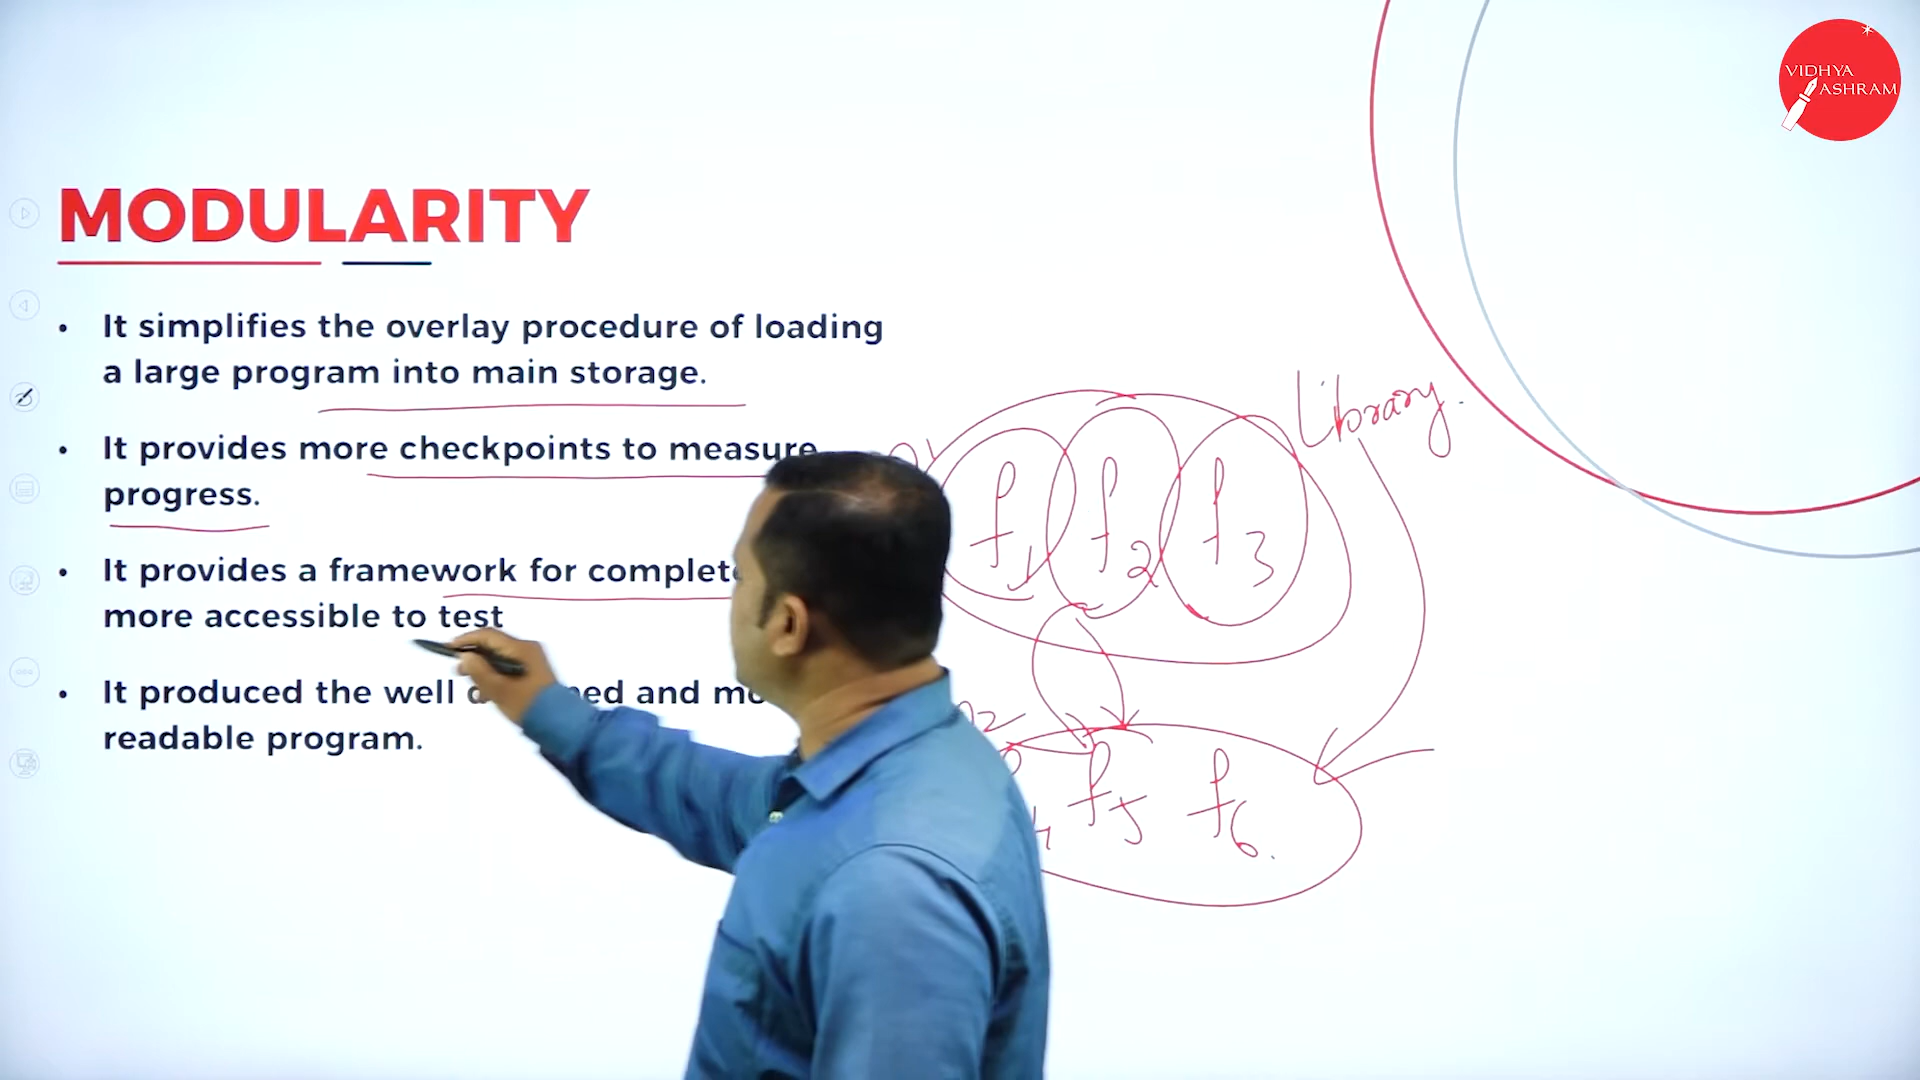 VIDHYA
ASHRAM
MODULARITY
• It simplifies the overlay procedure of loading
a large program into main storage.
• It provides more checkpoints to measure
progress.
• It provides a framework for complete
more accessible to test
• It produced the well and
readable program.
Library.
f1 f2 f3
f5 f6.